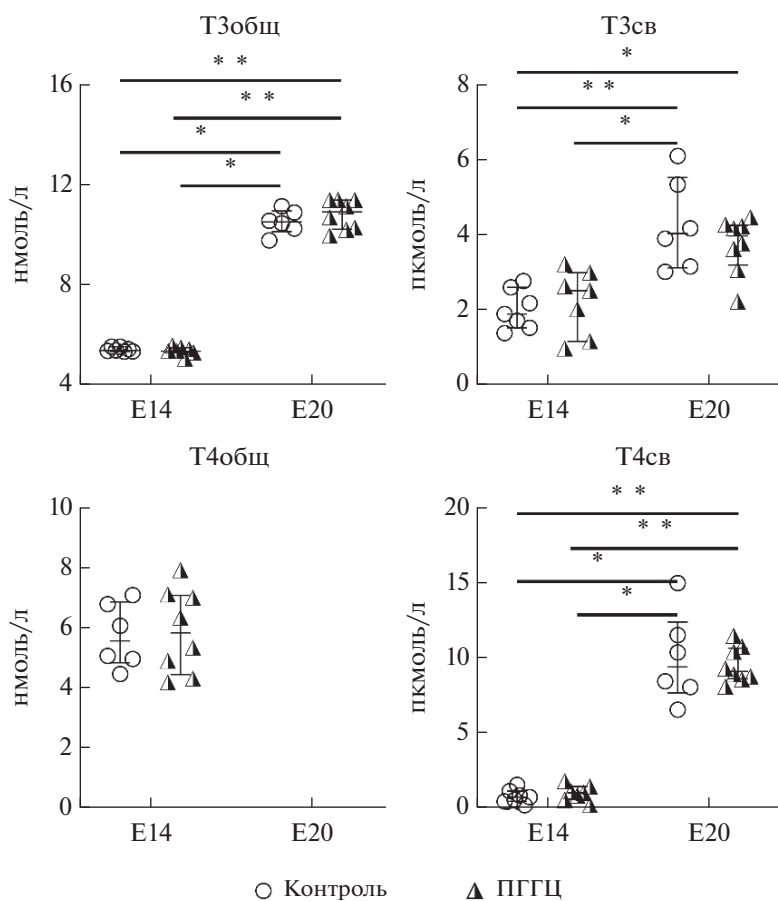 Т3общ
16
* *
* *
*
*
12
8
4
нмоль/л
E14 E20
Т3св
8
*
* *
*
6
4
2
0
пкмоль/л
E14 E20
Т4общ
10
8
6
4
2
0
нмоль/л
E14 E20
Т4св
20
* *
* *
*
*
15
10
5
0
пкмоль/л
E14 E20
Контроль ПГГЦ